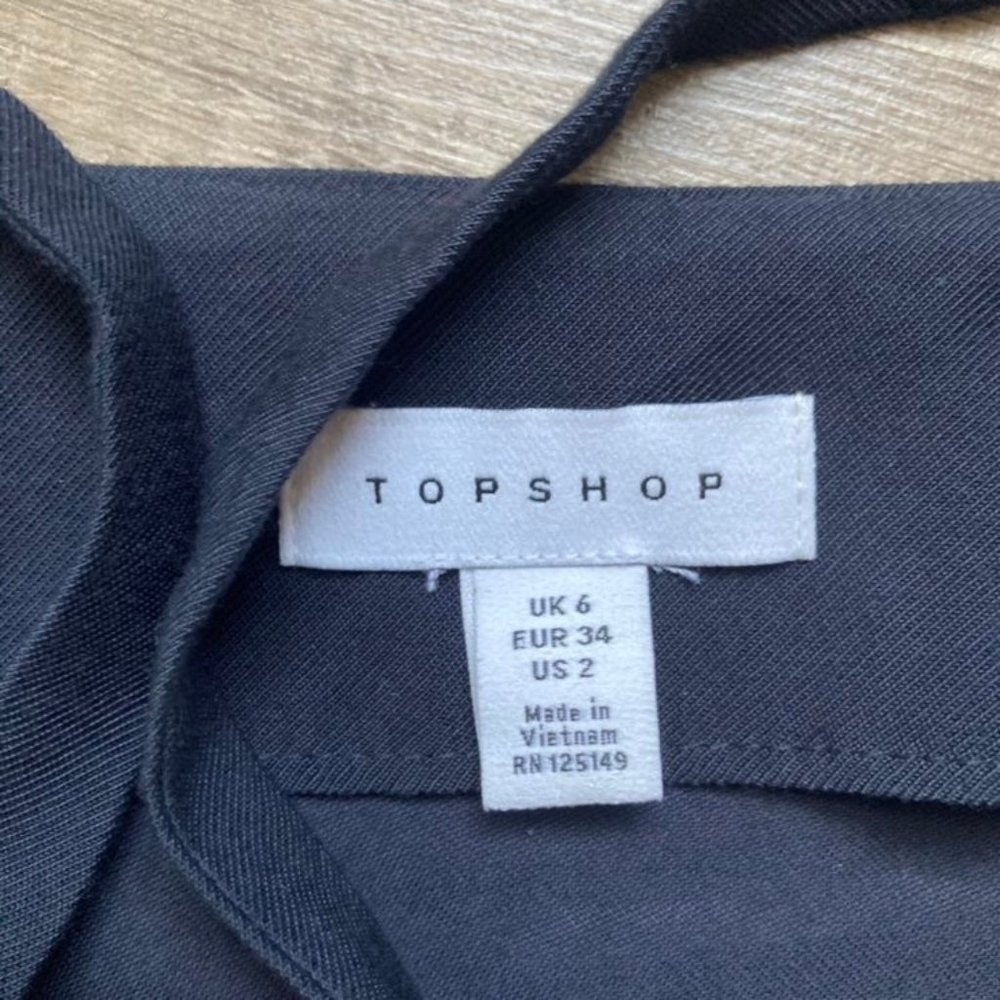 TOPSHOP
UK 6
EUR 34
US 2
Made in
Vietnam
RN 125149